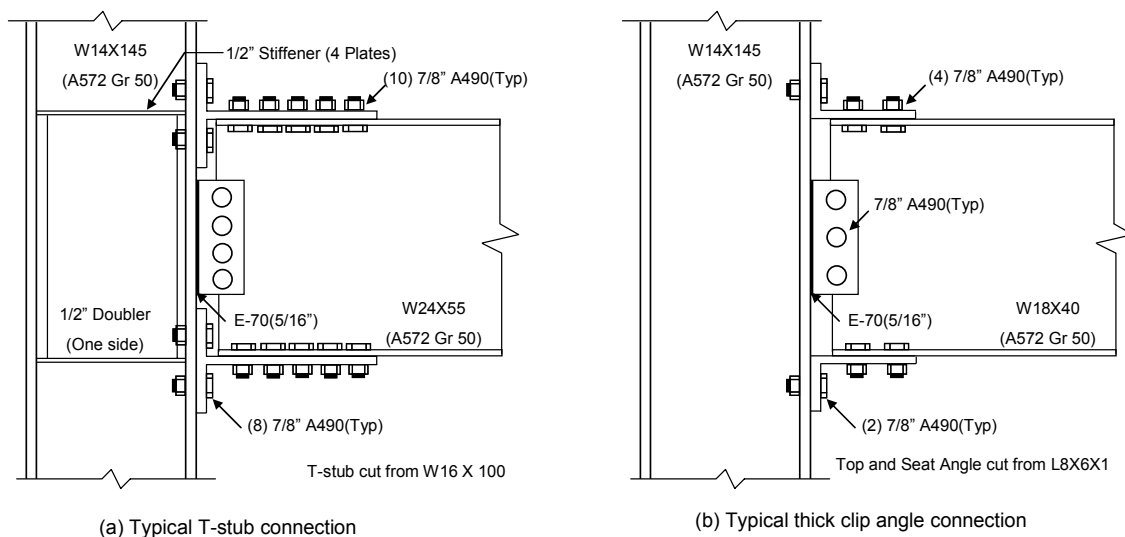 W14X145
(A572 Gr 50)
1/2” Stiffener (4 Plates)
(10) 7/8” A490(Typ)
1/2” Doubler
(One side)
E-70(5/16”)
W24X55
(A572 Gr 50)
(8) 7/8” A490(Typ)
T-stub cut from W16 X 100
(a) Typical T-stub connection
W14X145
(A572 Gr 50)
(4) 7/8” A490(Typ)
7/8” A490(Typ)
E-70(5/16”)
W18X40
(A572 Gr 50)
(2) 7/8” A490(Typ)
Top and Seat Angle cut from L8X6X1
(b) Typical thick clip angle connection